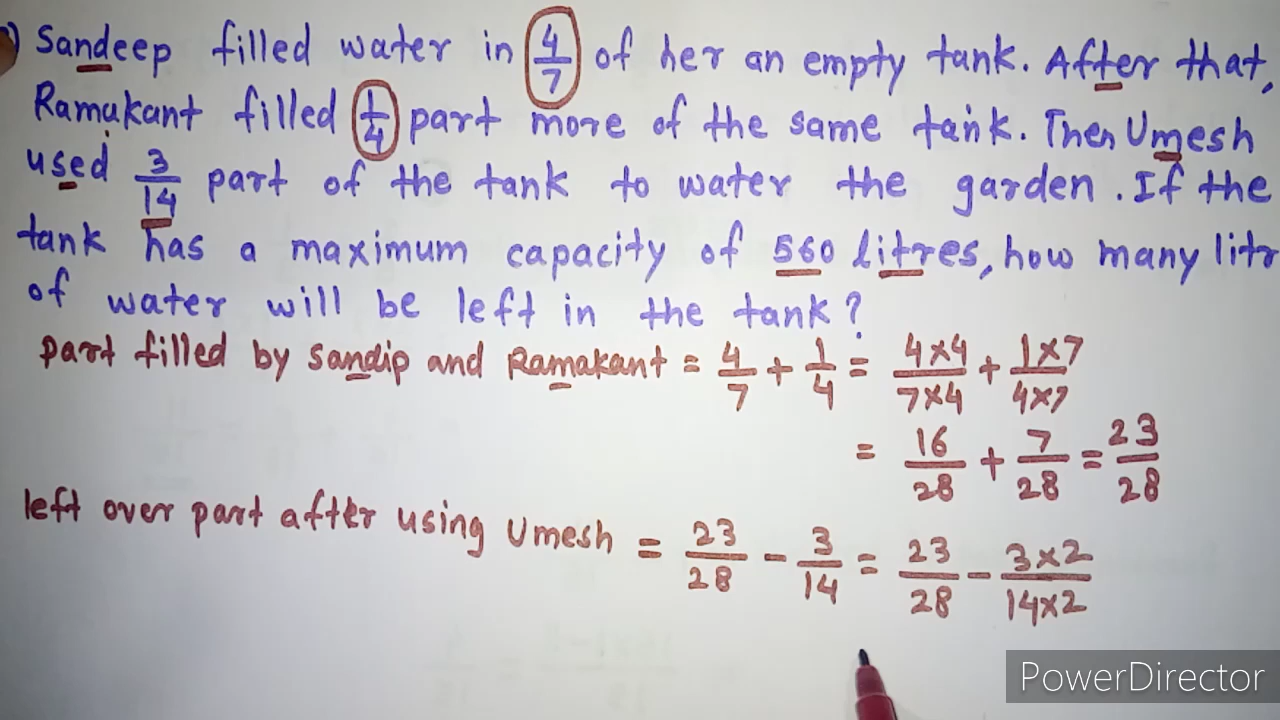 Sandeep filled water in 4/7 of her an empty tank. After that,
Ramakant filled 1/4 part more of the same tank. Then Umesh
used 3/14 part of the tank to water the garden. If the
tank has a maximum capacity of 560 litres, how many litr
of water will be left in the tank?
Part filled by Sandip and Ramakant = 4/7 + 1/4 = 4×4/7×4 + 1×7/4×7
= 16/28 + 7/28 = 23/28
left over part after using Umesh = 23/28 - 3/14 = 23/28 - 3×2/14×2
PowerDirector